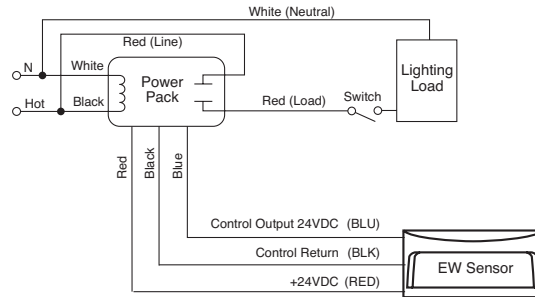 White (Neutral)
Red (Line)
N
White
Power
Pack
Lighting
Load
Hot
Black
Red (Load)
Switch
Red
Black
Blue
Control Output 24VDC (BLU)
Control Return (BLK)
+24VDC (RED)
EW Sensor